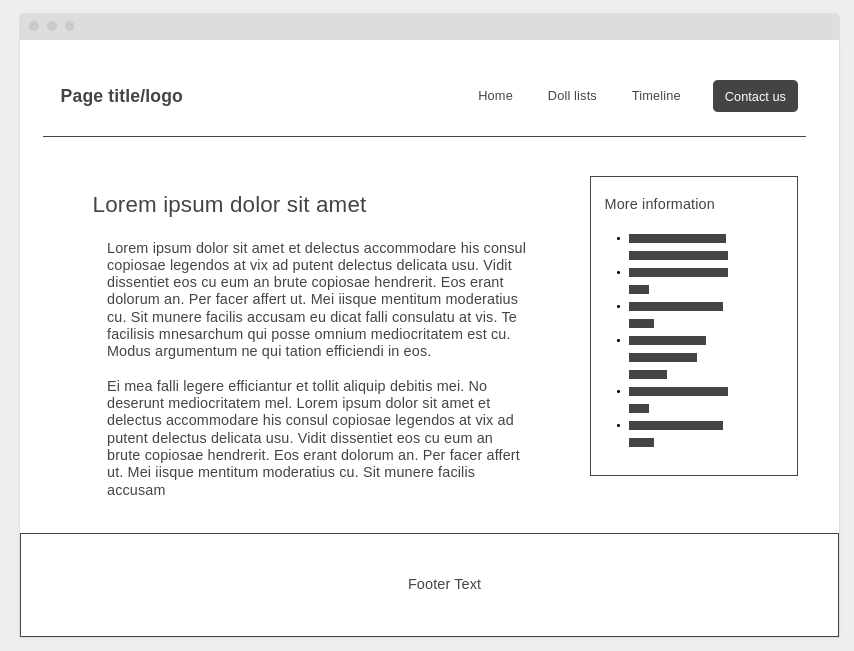 Page title/logo
Home
Doll lists
Timeline
Contact us
Lorem ipsum dolor sit amet
Lorem ipsum dolor sit amet et delectus accommodare his consul
copiosae legendos at vix ad putent delectus delicata usu. Vidit
dissentiet eos cu eum an brute copiosae hendrerit. Eos erant
dolorum an. Per facer affert ut. Mei iisque mentitum moderatius
cu. Sit munere facilis accusam eu dicat falli consulatu at vis. Te
facilisis mnesarchum qui posse omnium mediocritatem est cu.
Modus argumentum ne qui tation efficiendi in eos.
Ei mea falli legere efficiantur et tollit aliquip debitis mei. No
deserunt mediocritatem mel. Lorem ipsum dolor sit amet et
delectus accommodare his consul copiosae legendos at vix ad
putent delectus delicata usu. Vidit dissentiet eos cu eum an
brute copiosae hendrerit. Eos erant dolorum an. Per facer affert
ut. Mei iisque mentitum moderatius cu. Sit munere facilis
accusam
More information
Footer Text